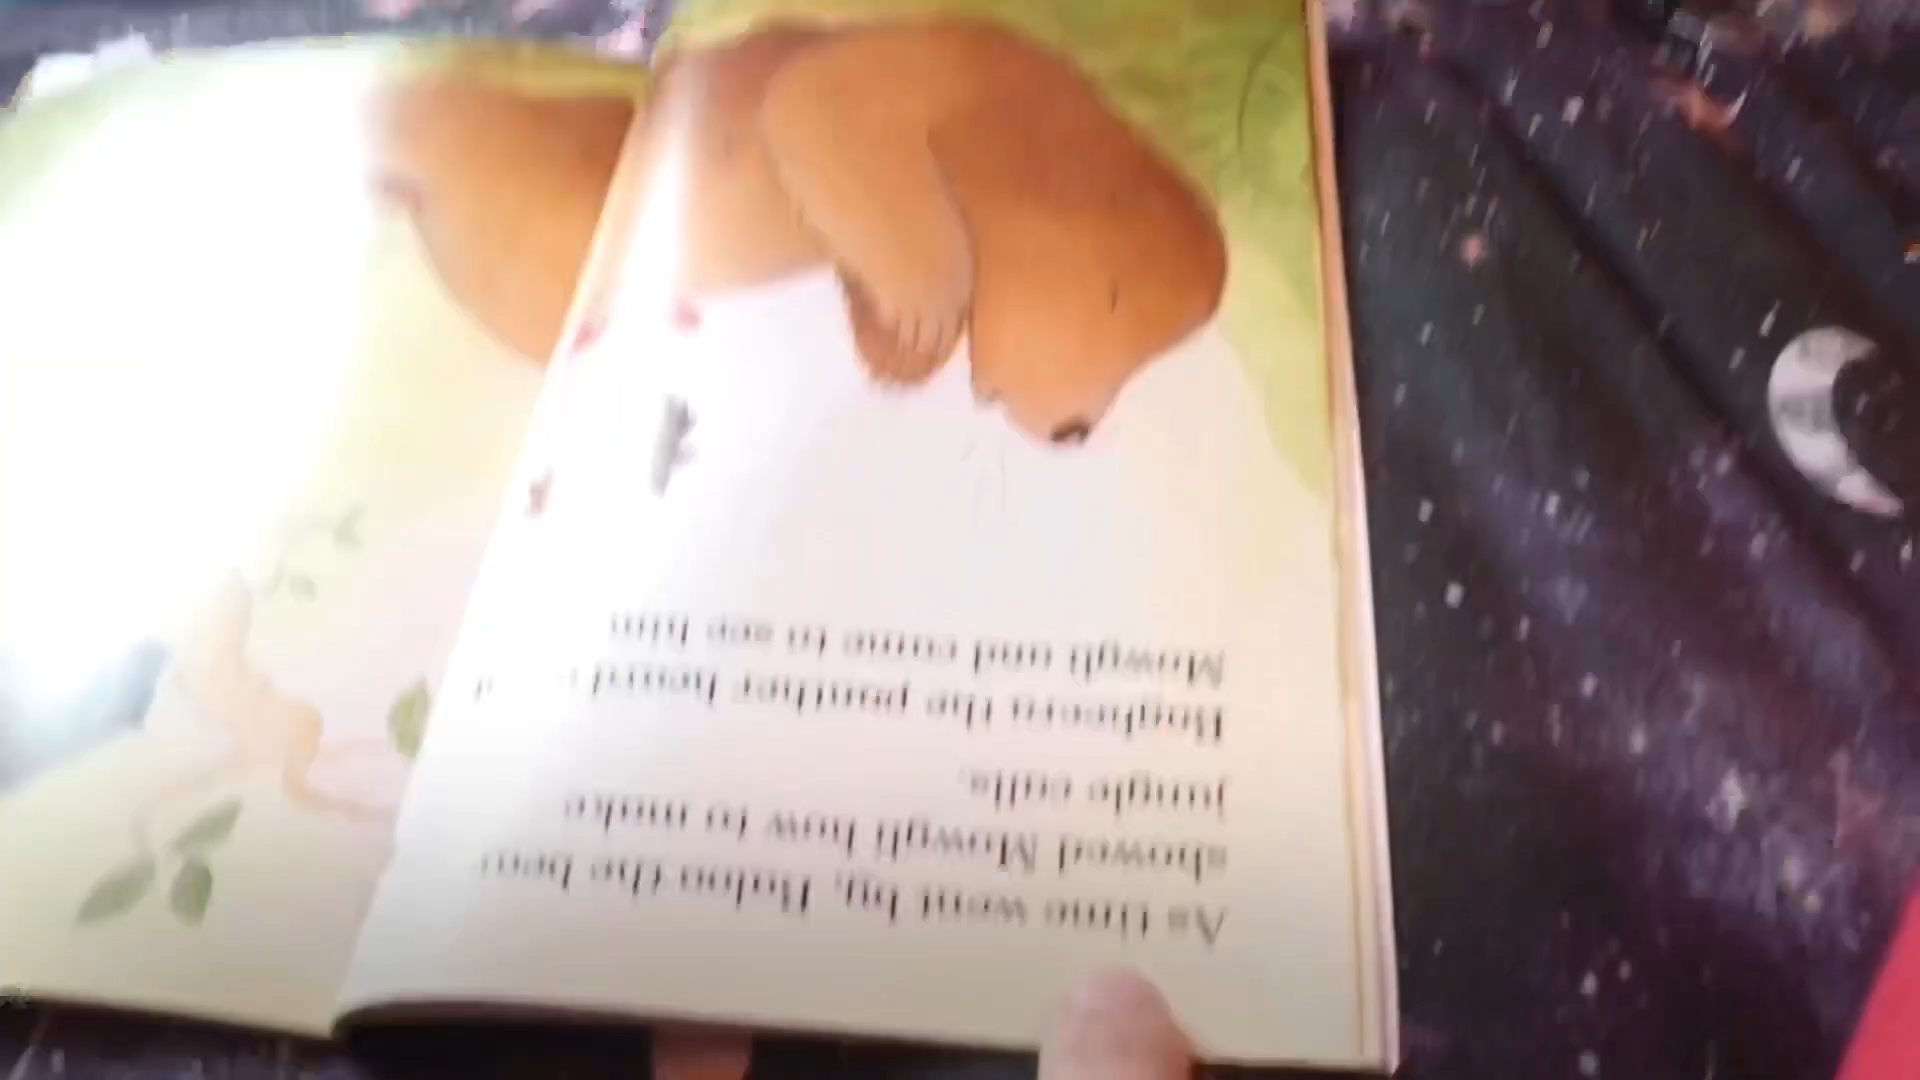 As time went by, Baloo the bear
showed Mowgli how to make
jungle calls.
Bagheera the panther heard
Mowgli and came to see him